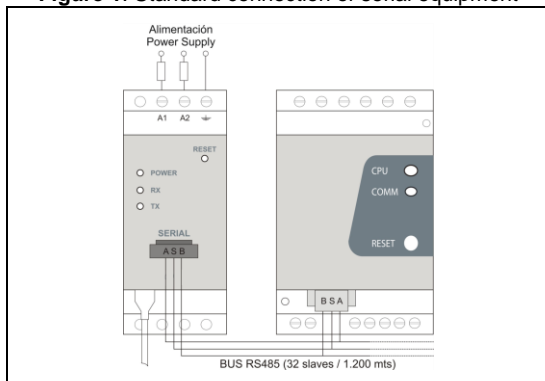 Figure 1. Standard connection of serial equipment
Alimentación
Power Supply
A1 A2
RESET
POWER
RX
TX
SERIAL
A S B
CPU
COMM
RESET
B S A
BUS RS485 (32 slaves / 1.200 mts)